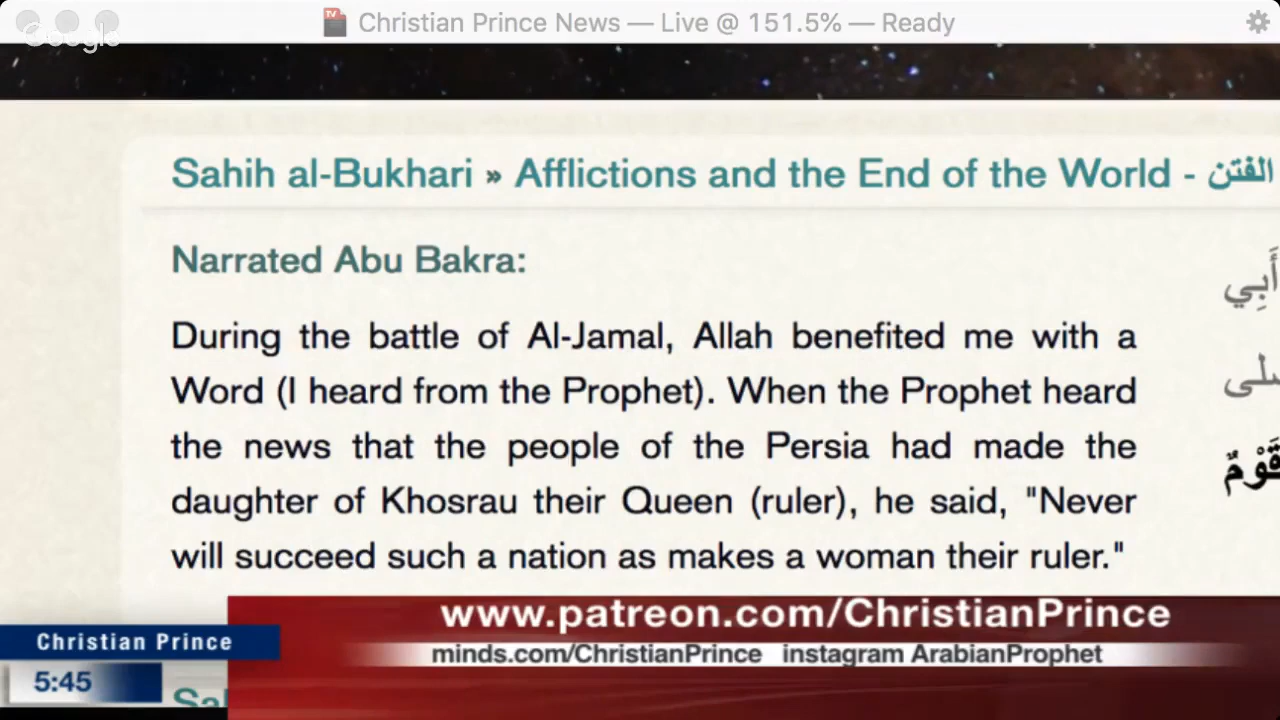 Christian Prince News — Live @ 151.5% — Ready
Google
Sahih al-Bukhari » Afflictions and the End of the World - الفتن
Narrated Abu Bakra:
أَبِي
During the battle of Al-Jamal, Allah benefited me with a
Word (I heard from the Prophet). When the Prophet heard
the news that the people of the Persia had made the
قَوْمٌ
daughter of Khosrau their Queen (ruler), he said, "Never
will succeed such a nation as makes a woman their ruler."
www.patreon.com/ChristianPrince
Christian Prince
minds.com/ChristianPrince instagram ArabianProphet
5:45